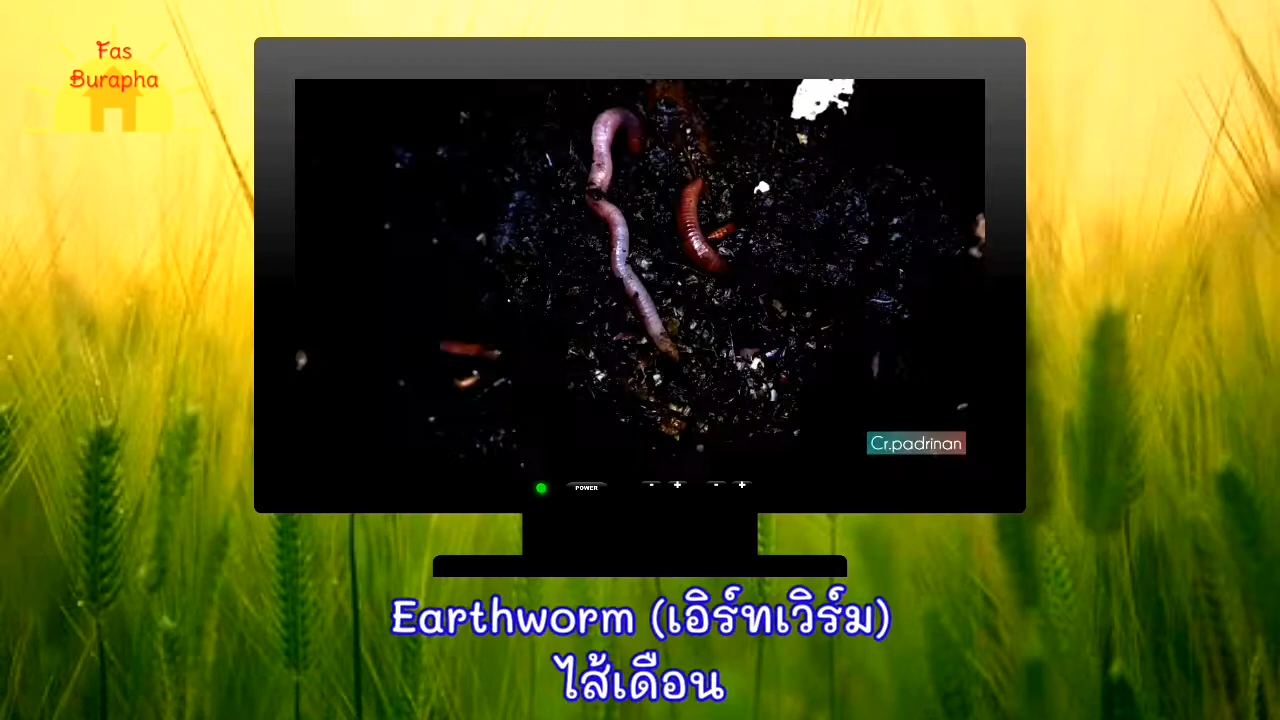 Fas
Burapha
Cr.padrinan
POWER
- + - +
Earthworm (เอิร์ทเวิร์ม)
ไส้เดือน